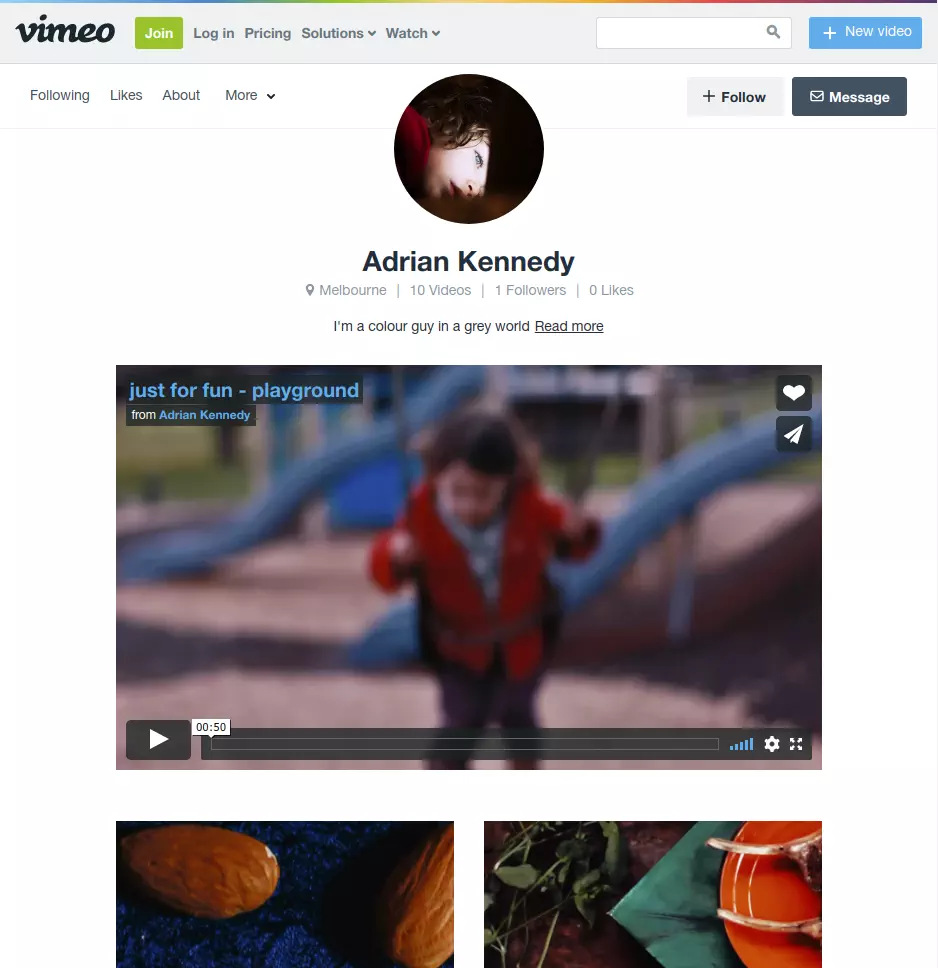 vimeo Join Log in Pricing Solutions Watch + New video
Following Likes About More + Follow Message
Adrian Kennedy
Melbourne | 10 Videos | 1 Followers | 0 Likes
I'm a colour guy in a grey world Read more
just for fun - playground
from Adrian Kennedy
00:50